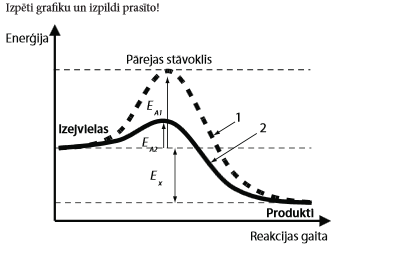 Izpēti grafiku un izpildi prasīto!
Enerģija
Pārejas stāvoklis
E_A1
1
Izejvielas
2
E_A2
E_x
Produkti
Reakcijas gaita